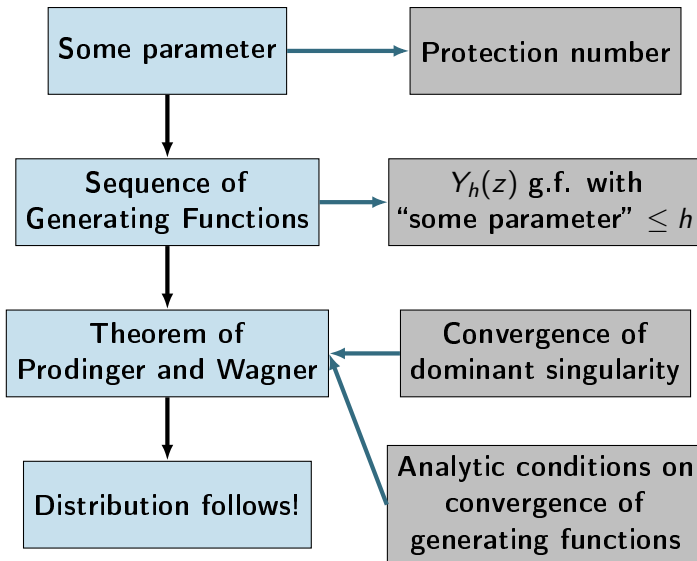 Some parameter
Protection number
Sequence of
Generating Functions
Y_h(z) g.f. with
“some parameter” ≤ h
Theorem of
Prodinger and Wagner
Convergence of
dominant singularity
Distribution follows!
Analytic conditions on
convergence of
generating functions